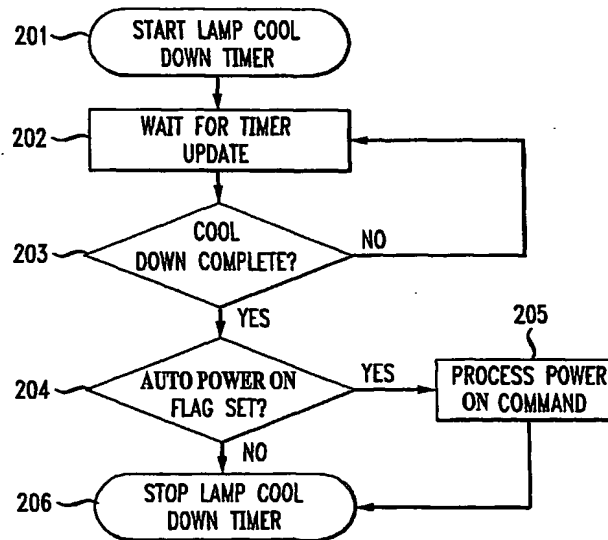 201
START LAMP COOL
DOWN TIMER
202
WAIT FOR TIMER
UPDATE
203
COOL
DOWN COMPLETE?
NO
YES
204
AUTO POWER ON
FLAG SET?
YES
205
PROCESS POWER
ON COMMAND
NO
206
STOP LAMP COOL
DOWN TIMER